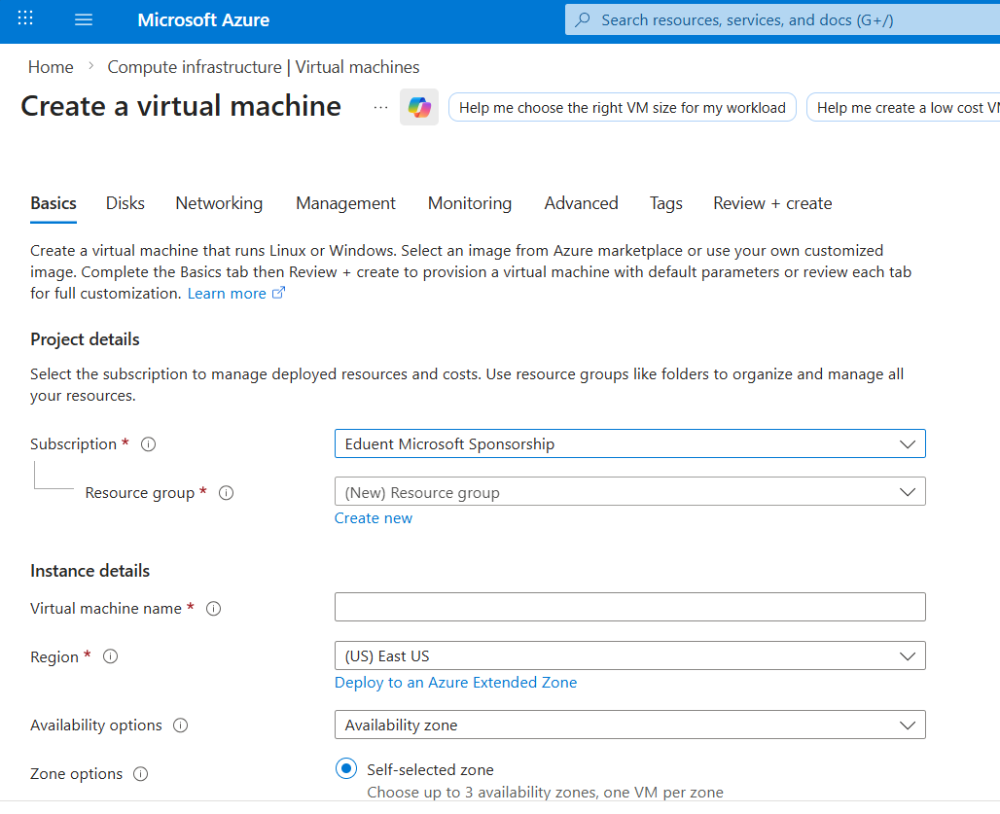 Microsoft Azure
Search resources, services, and docs (G+/)
Home > Compute infrastructure | Virtual machines
Create a virtual machine ...
Help me choose the right VM size for my workload
Help me create a low cost VM
Basics Disks Networking Management Monitoring Advanced Tags Review + create
Create a virtual machine that runs Linux or Windows. Select an image from Azure marketplace or use your own customized
image. Complete the Basics tab then Review + create to provision a virtual machine with default parameters or review each tab
for full customization. Learn more
Project details
Select the subscription to manage deployed resources and costs. Use resource groups like folders to organize and manage all
your resources.
Subscription *
Eduent Microsoft Sponsorship
Resource group *
(New) Resource group
Create new
Instance details
Virtual machine name *
Region *
(US) East US
Deploy to an Azure Extended Zone
Availability options
Availability zone
Zone options
Self-selected zone
Choose up to 3 availability zones, one VM per zone